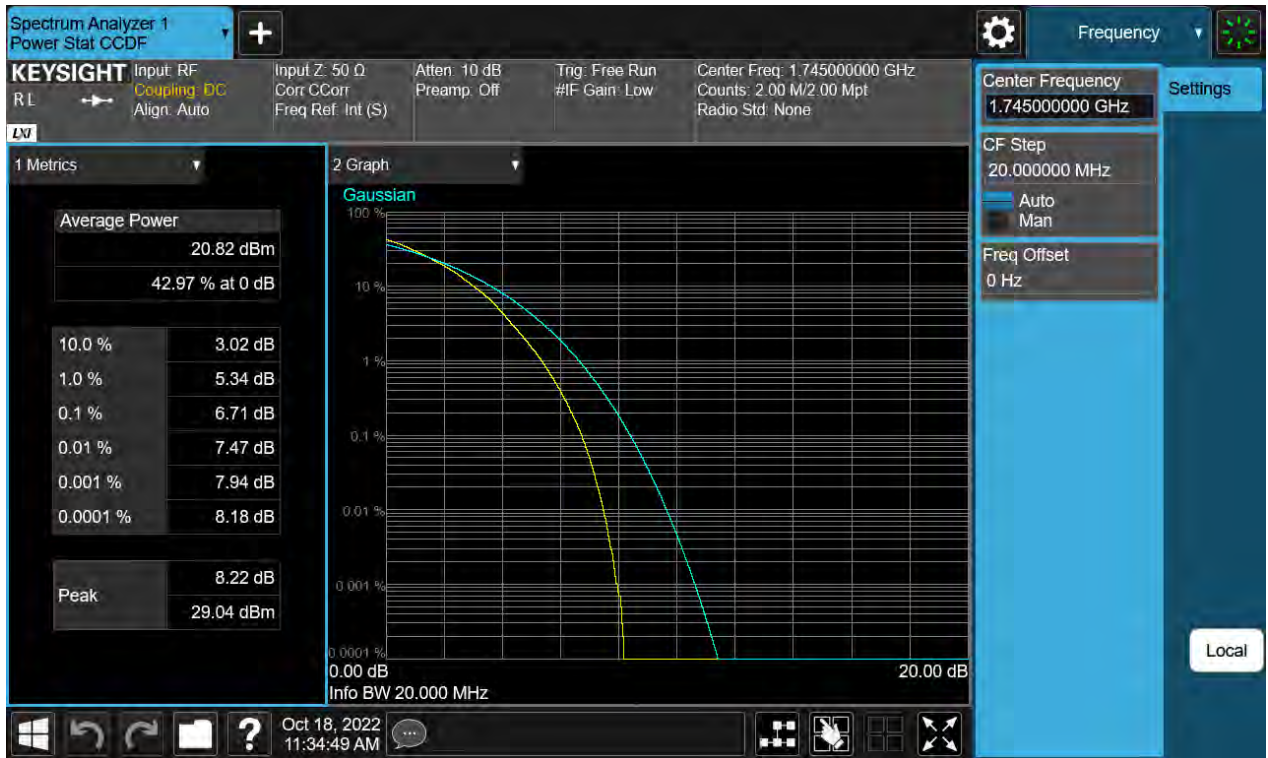 Spectrum Analyzer 1
Power Stat CCDF
+
Frequency
KEYSIGHT
RL
LXI
Input: RF
Coupling: DC
Align: Auto
Input Z: 50 Ω
Corr CCorr
Freq Ref: Int (S)
Atten: 10 dB
Preamp: Off
Trig: Free Run
#IF Gain: Low
Center Freq: 1.745000000 GHz
Counts: 2.00 M/2.00 Mpt
Radio Std: None
Center Frequency
1.745000000 GHz
Settings
CF Step
20.000000 MHz
Auto
Man
Freq Offset
0 Hz
1 Metrics
Average Power
20.82 dBm
42.97 % at 0 dB
10.0 % 3.02 dB
1.0 % 5.34 dB
0.1 % 6.71 dB
0.01 % 7.47 dB
0.001 % 7.94 dB
0.0001 % 8.18 dB
Peak
8.22 dB
29.04 dBm
2 Graph
Gaussian
100 %
10 %
1 %
0.1 %
0.01 %
0.001 %
0.0001 %
0.00 dB 20.00 dB
Info BW 20.000 MHz
Local
?
Oct 18, 2022
11:34:49 AM